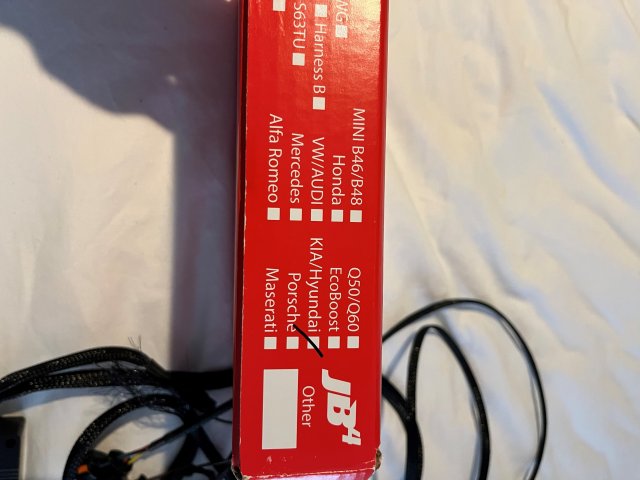 Harness B
S63TU
MINI B46/B48
Honda
VW/AUDI
Mercedes
Alfa Romeo
Q50/Q60
EcoBoost
KIA/Hyundai
Porsche
Maserati
JB4
Other